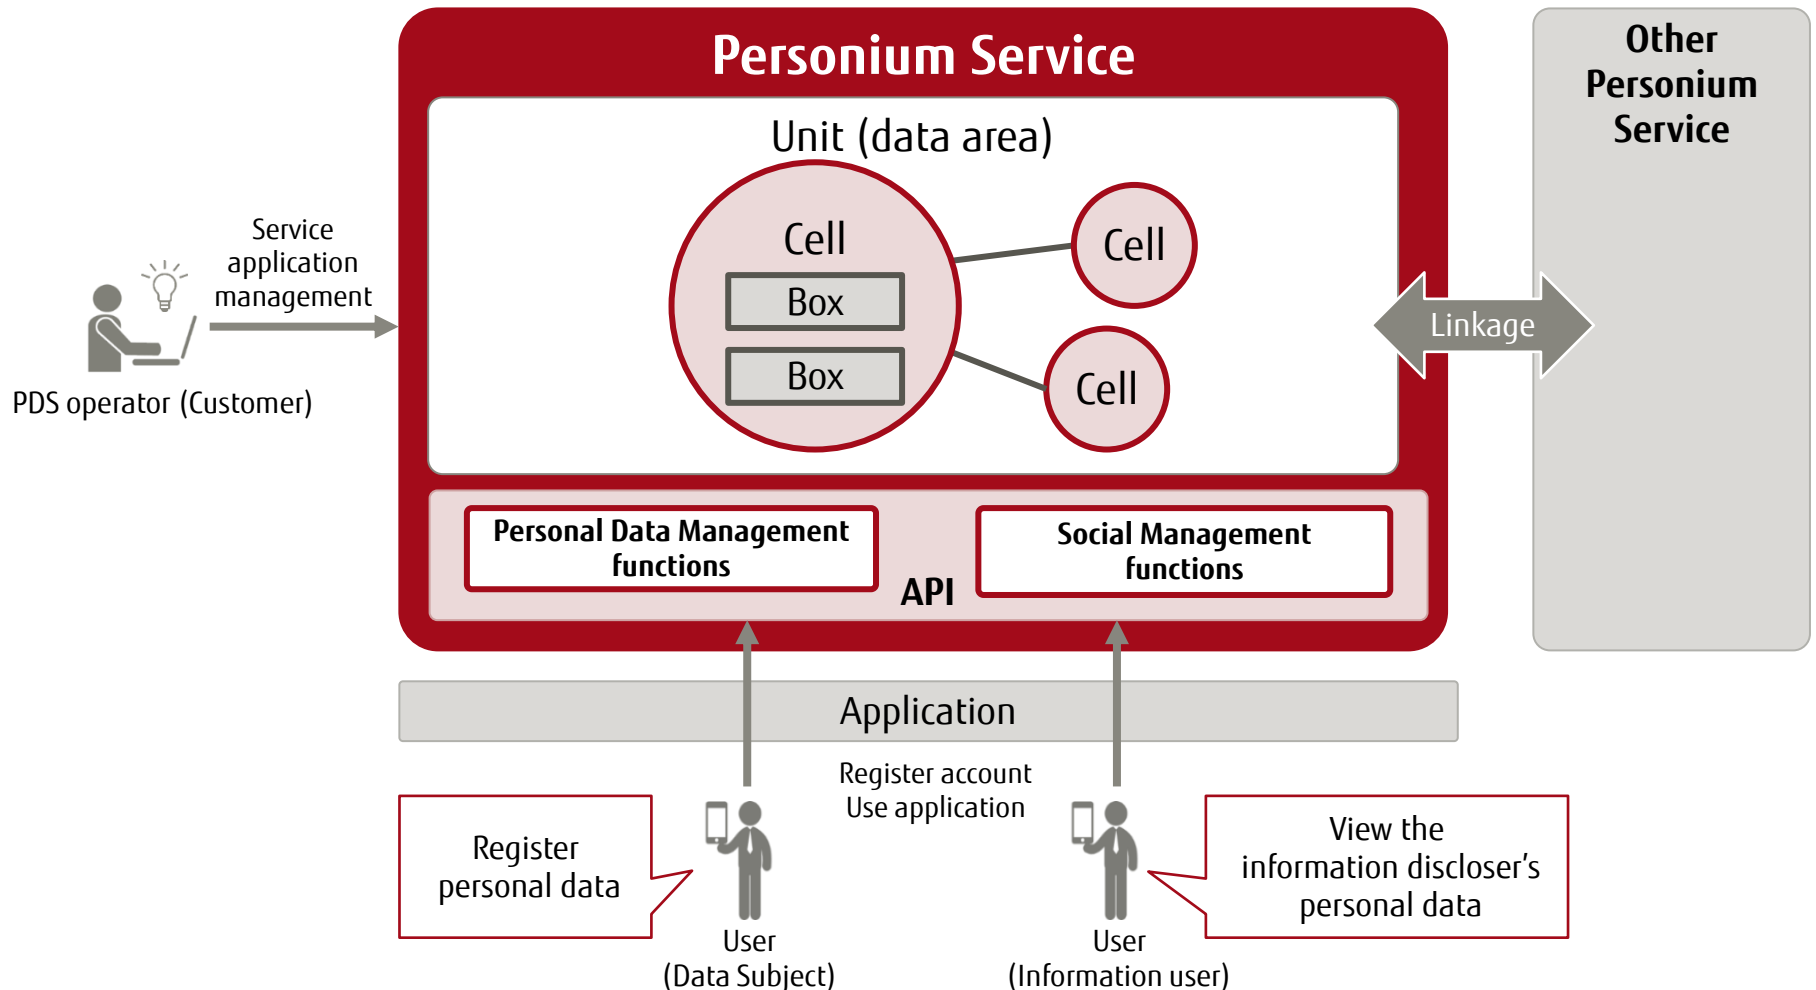 Personium Service
Other
Personium
Service
Unit (data area)
Service
application
management
Cell
Box
Box
Cell
Cell
Linkage
PDS operator (Customer)
Personal Data Management
functions
Social Management
functions
API
Application
Register account
Use application
Register
personal data
View the
information discloser’s
personal data
User
(Data Subject)
User
(Information user)